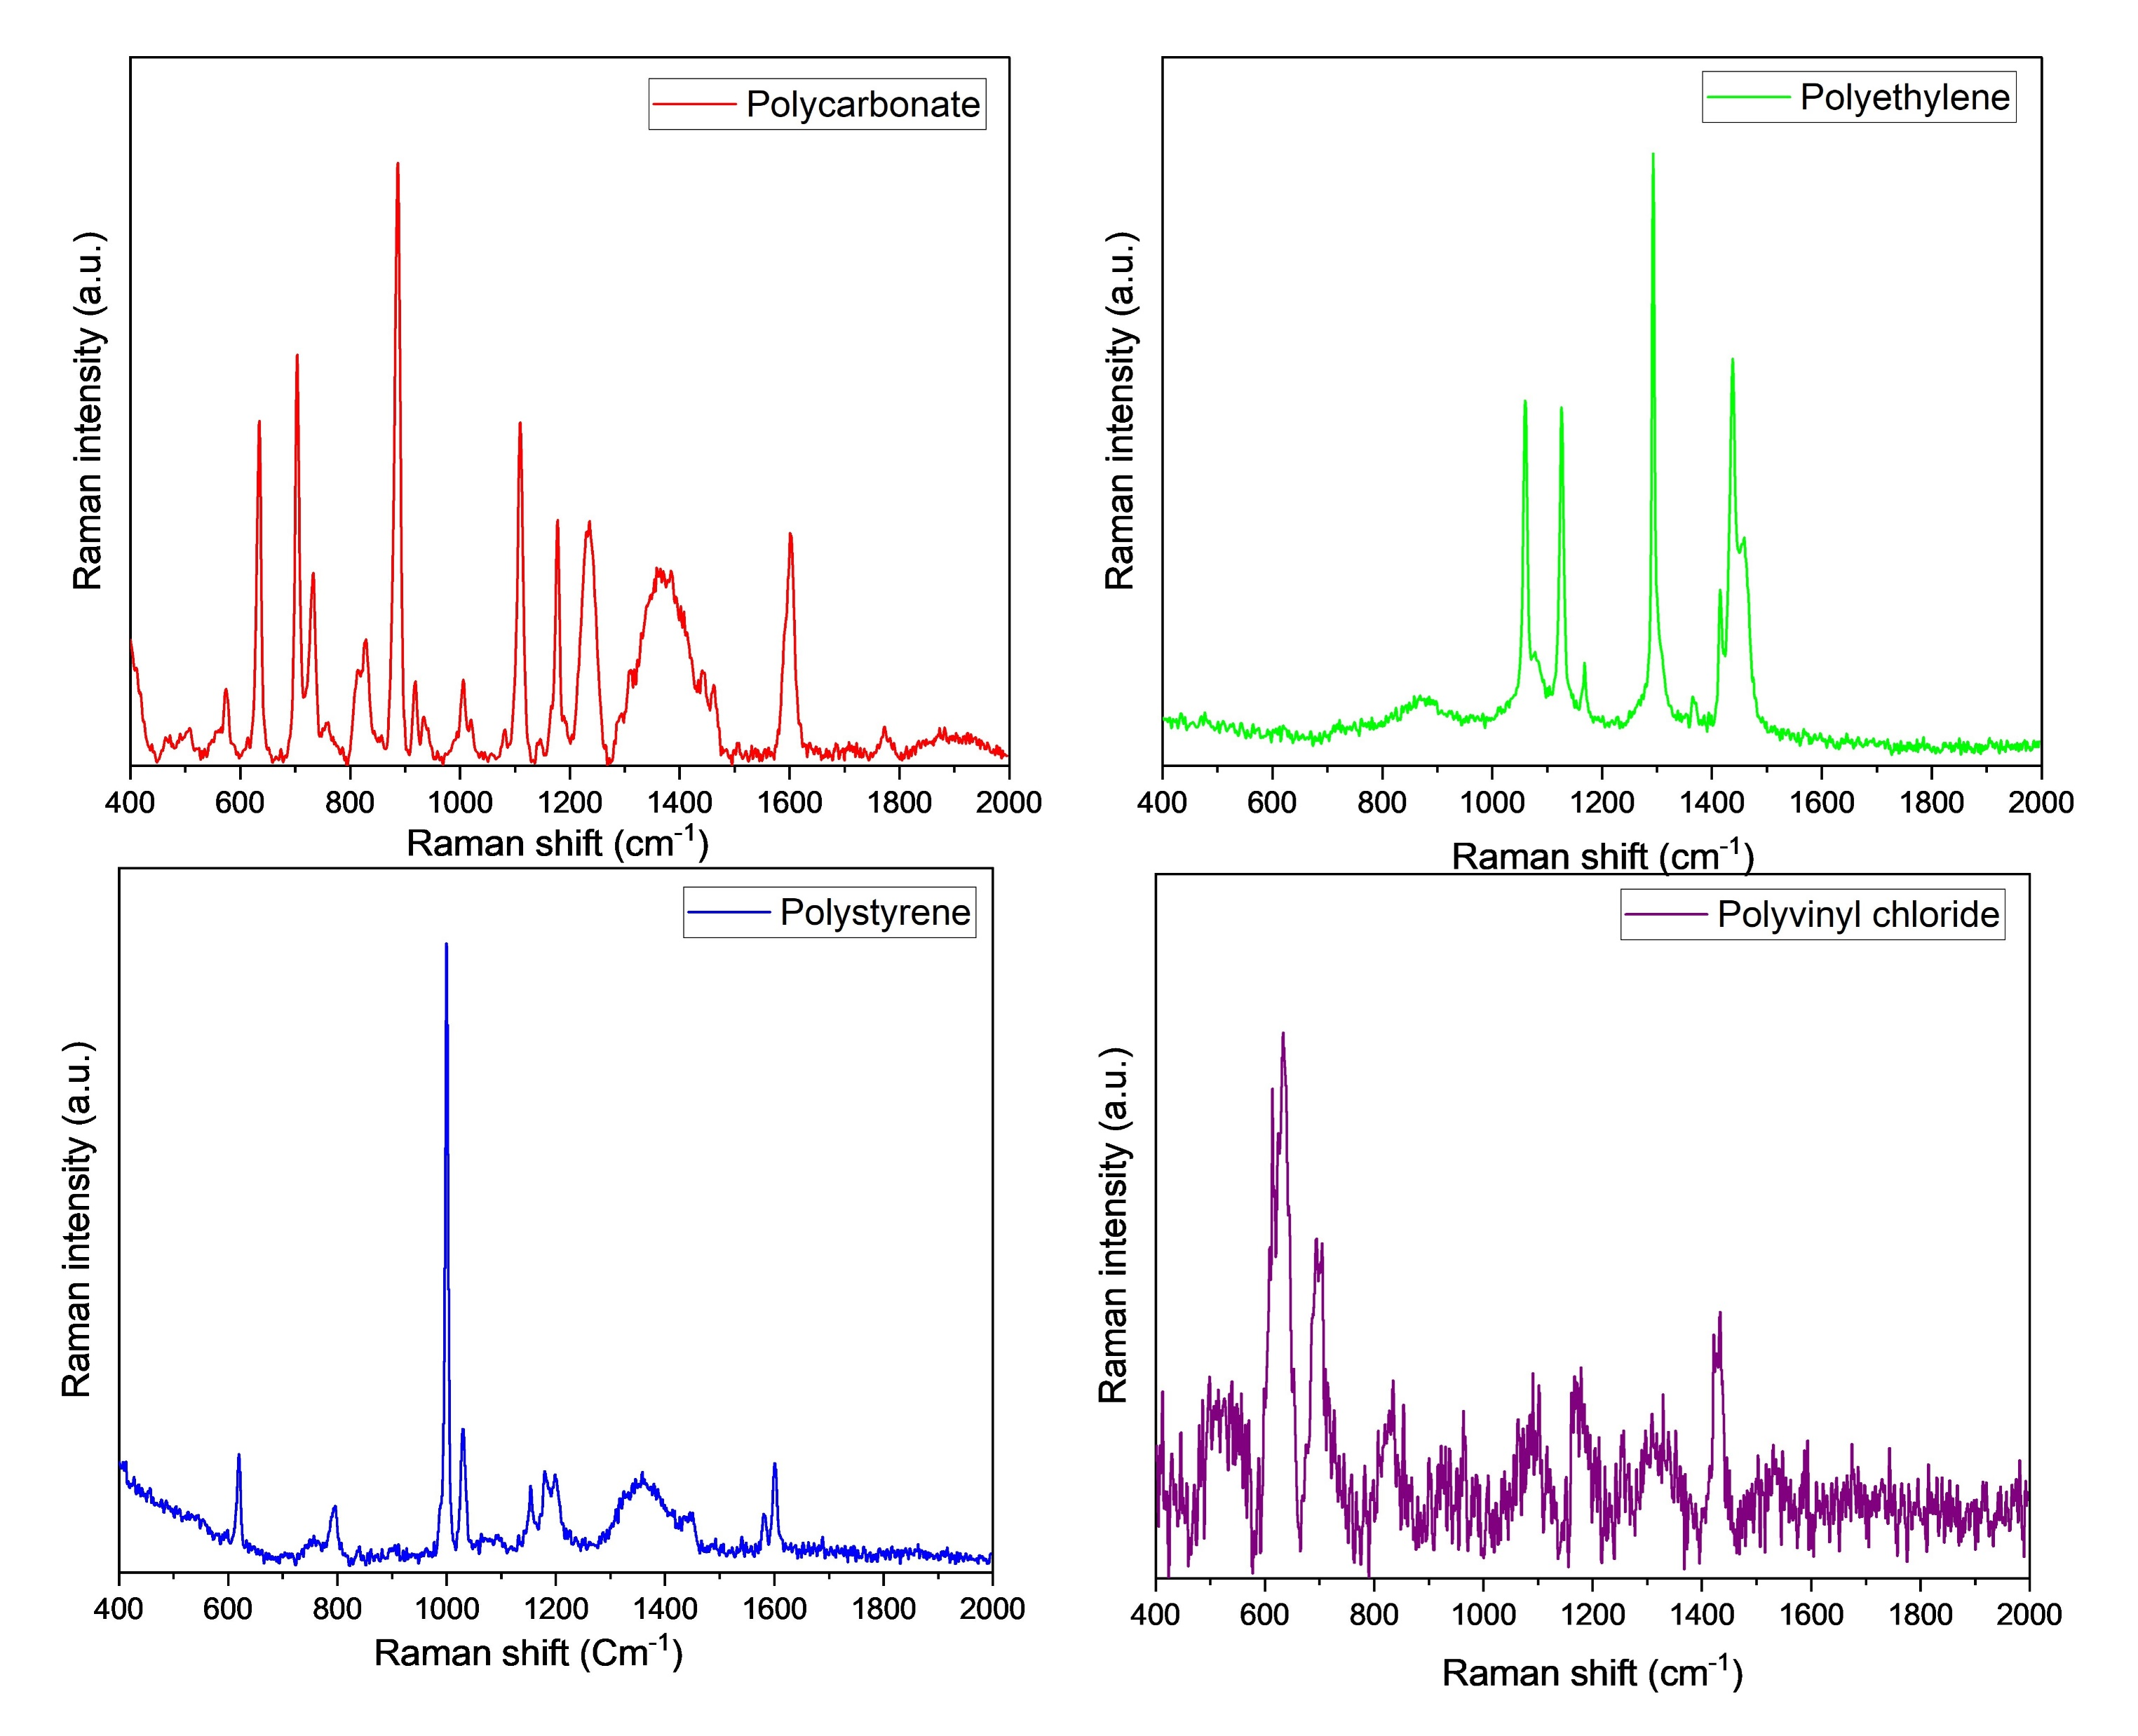 Polycarbonate
Raman intensity (a.u.)
400 600 800 1000 1200 1400 1600 1800 2000
Raman shift (cm-1)
Polyethylene
Raman intensity (a.u.)
400 600 800 1000 1200 1400 1600 1800 2000
Raman shift (cm-1)
Polystyrene
Raman intensity (a.u.)
400 600 800 1000 1200 1400 1600 1800 2000
Raman shift (Cm-1)
Polyvinyl chloride
Raman intensity (a.u.)
400 600 800 1000 1200 1400 1600 1800 2000
Raman shift (cm-1)